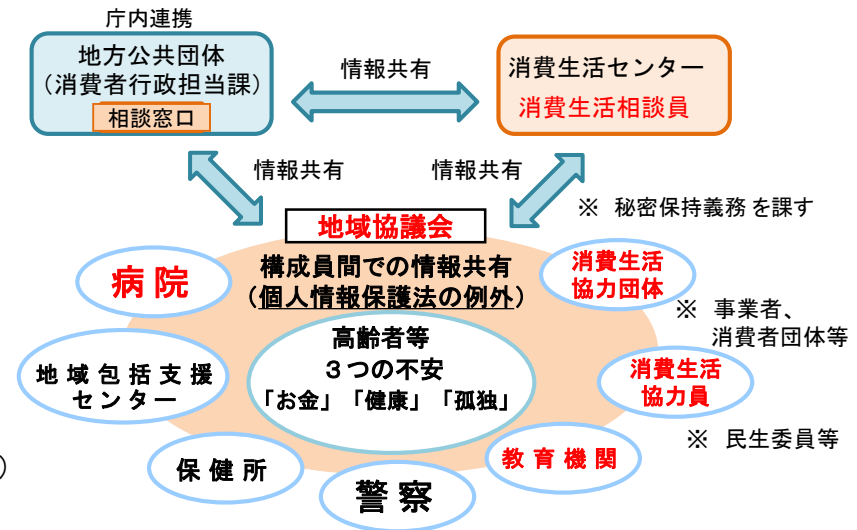 庁内連携
地方公共団体
（消費者行政担当課）
相談窓口
情報共有
消費生活センター
消費生活相談員
情報共有
情報共有
※ 秘密保持義務を課す
地域協議会
構成員間での情報共有
（個人情報保護法の例外）
病院
消費生活
協力団体
※ 事業者、
消費者団体等
高齢者等
３つの不安
「お金」「健康」「孤独」
地域包括支援
センター
消費生活
協力員
※ 民生委員等
保健所
教育機関
警察
）